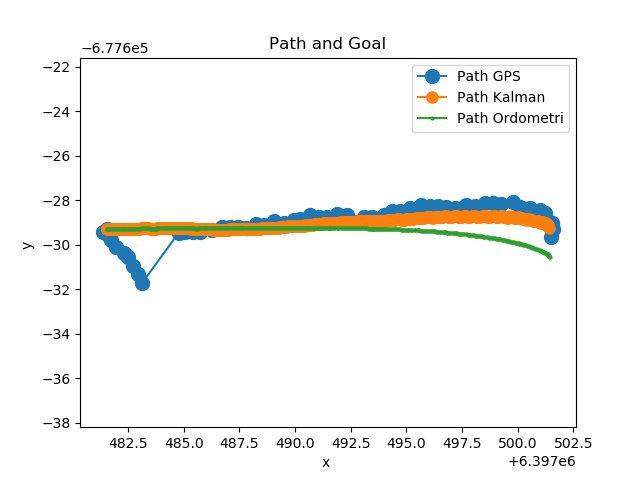 Path and Goal
−6.776e5
Path GPS
Path Kalman
Path Ordometri
−22
−24
−26
−28
−30
−32
−34
−36
−38
y
482.5 485.0 487.5 490.0 492.5 495.0 497.5 500.0 502.5
x
+6.397e6